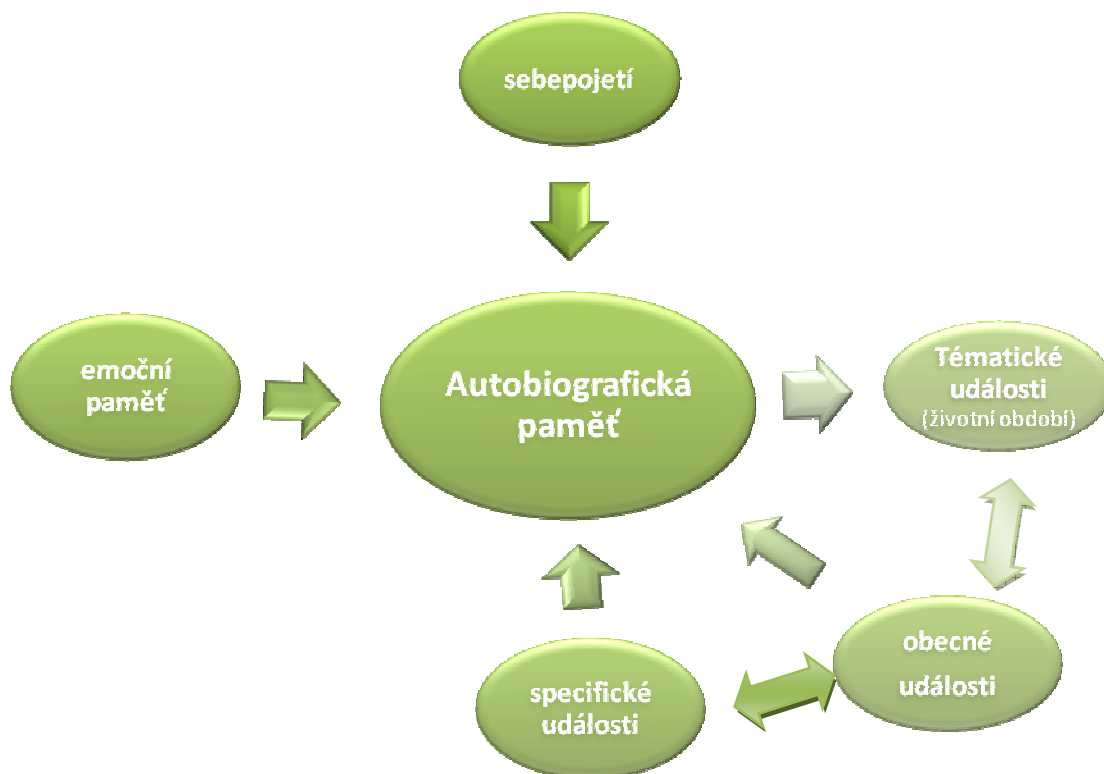 sebepojetí
emoční
paměť
Autobiografická
paměť
Tématické
události
(životní období)
obecné
události
specifické
události